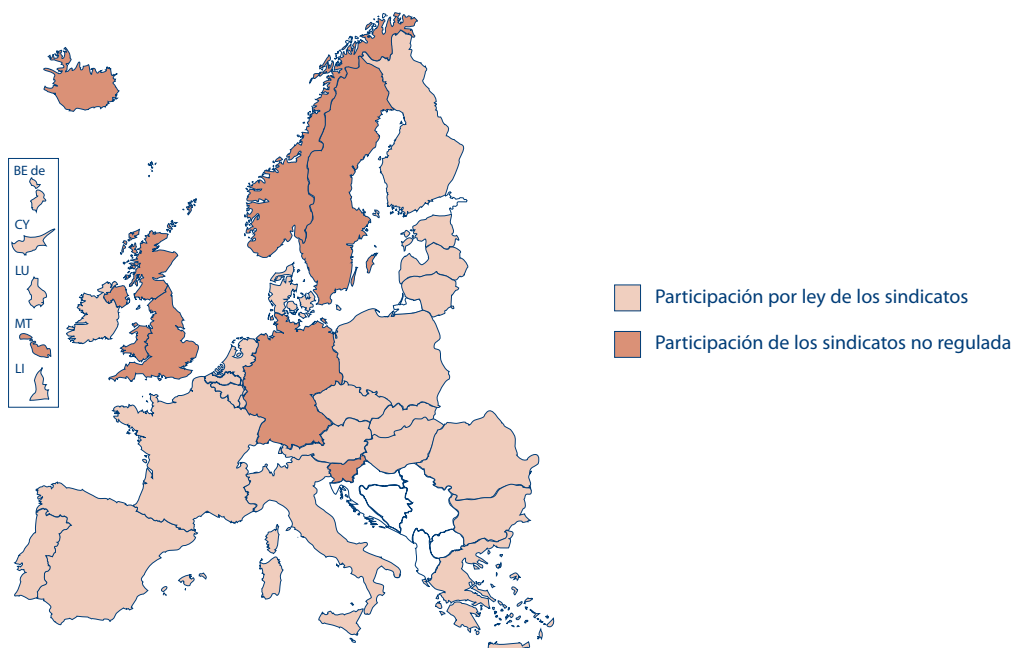 BE de
CY
LU
MT
LI
Participación por ley de los sindicatos
Participación de los sindicatos no regulada